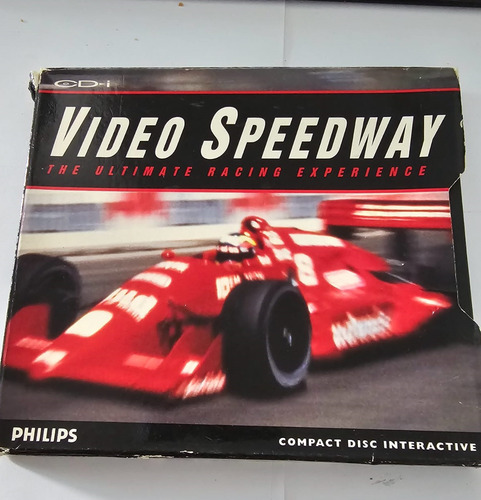 CD-i
VIDEO SPEEDWAY
THE ULTIMATE RACING EXPERIENCE
PHILIPS
COMPACT DISC INTERACTIVE